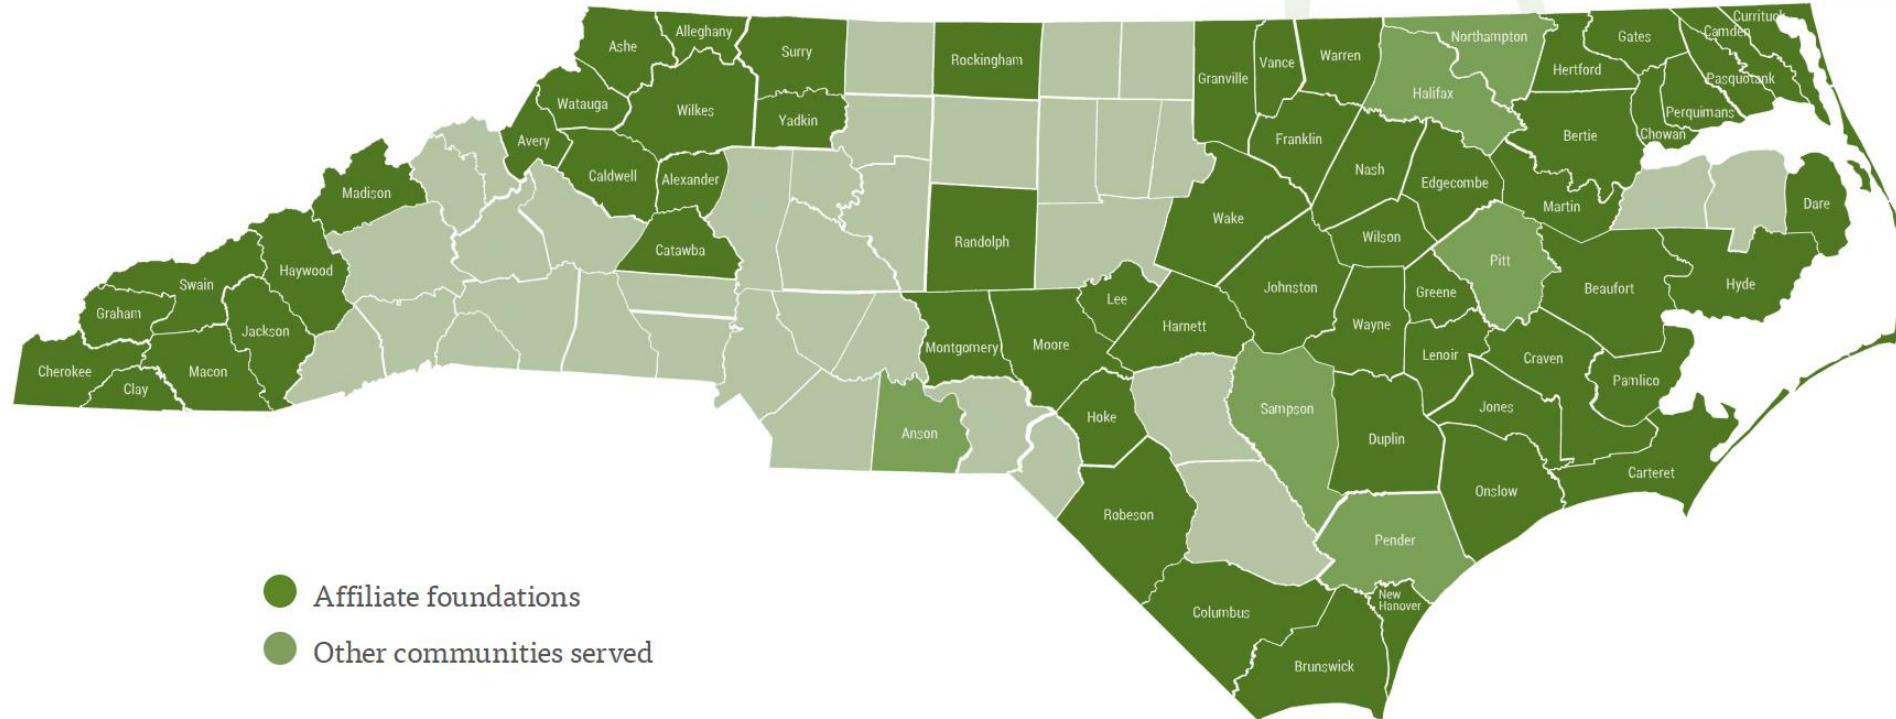 Ashe
Alleghany
Surry
Rockingham
Granville
Vance
Warren
Northampton
Halifax
Hertford
Gates
Currituck
Camden
Pasquotank
Perquimans
Chowan
Bertie
Watauga
Wilkes
Yadkin
Avery
Caldwell
Alexander
Franklin
Nash
Edgecombe
Martin
Dare
Madison
Catawba
Randolph
Wake
Wilson
Pitt
Haywood
Swain
Graham
Jackson
Cherokee
Clay
Macon
Lee
Harnett
Johnston
Wayne
Greene
Beaufort
Hyde
Montgomery
Moore
Lenoir
Craven
Pamlico
Anson
Hoke
Sampson
Duplin
Jones
Onslow
Carteret
Robeson
Pender
Columbus
New
Hanover
Brunswick
Affiliate foundations
Other communities served